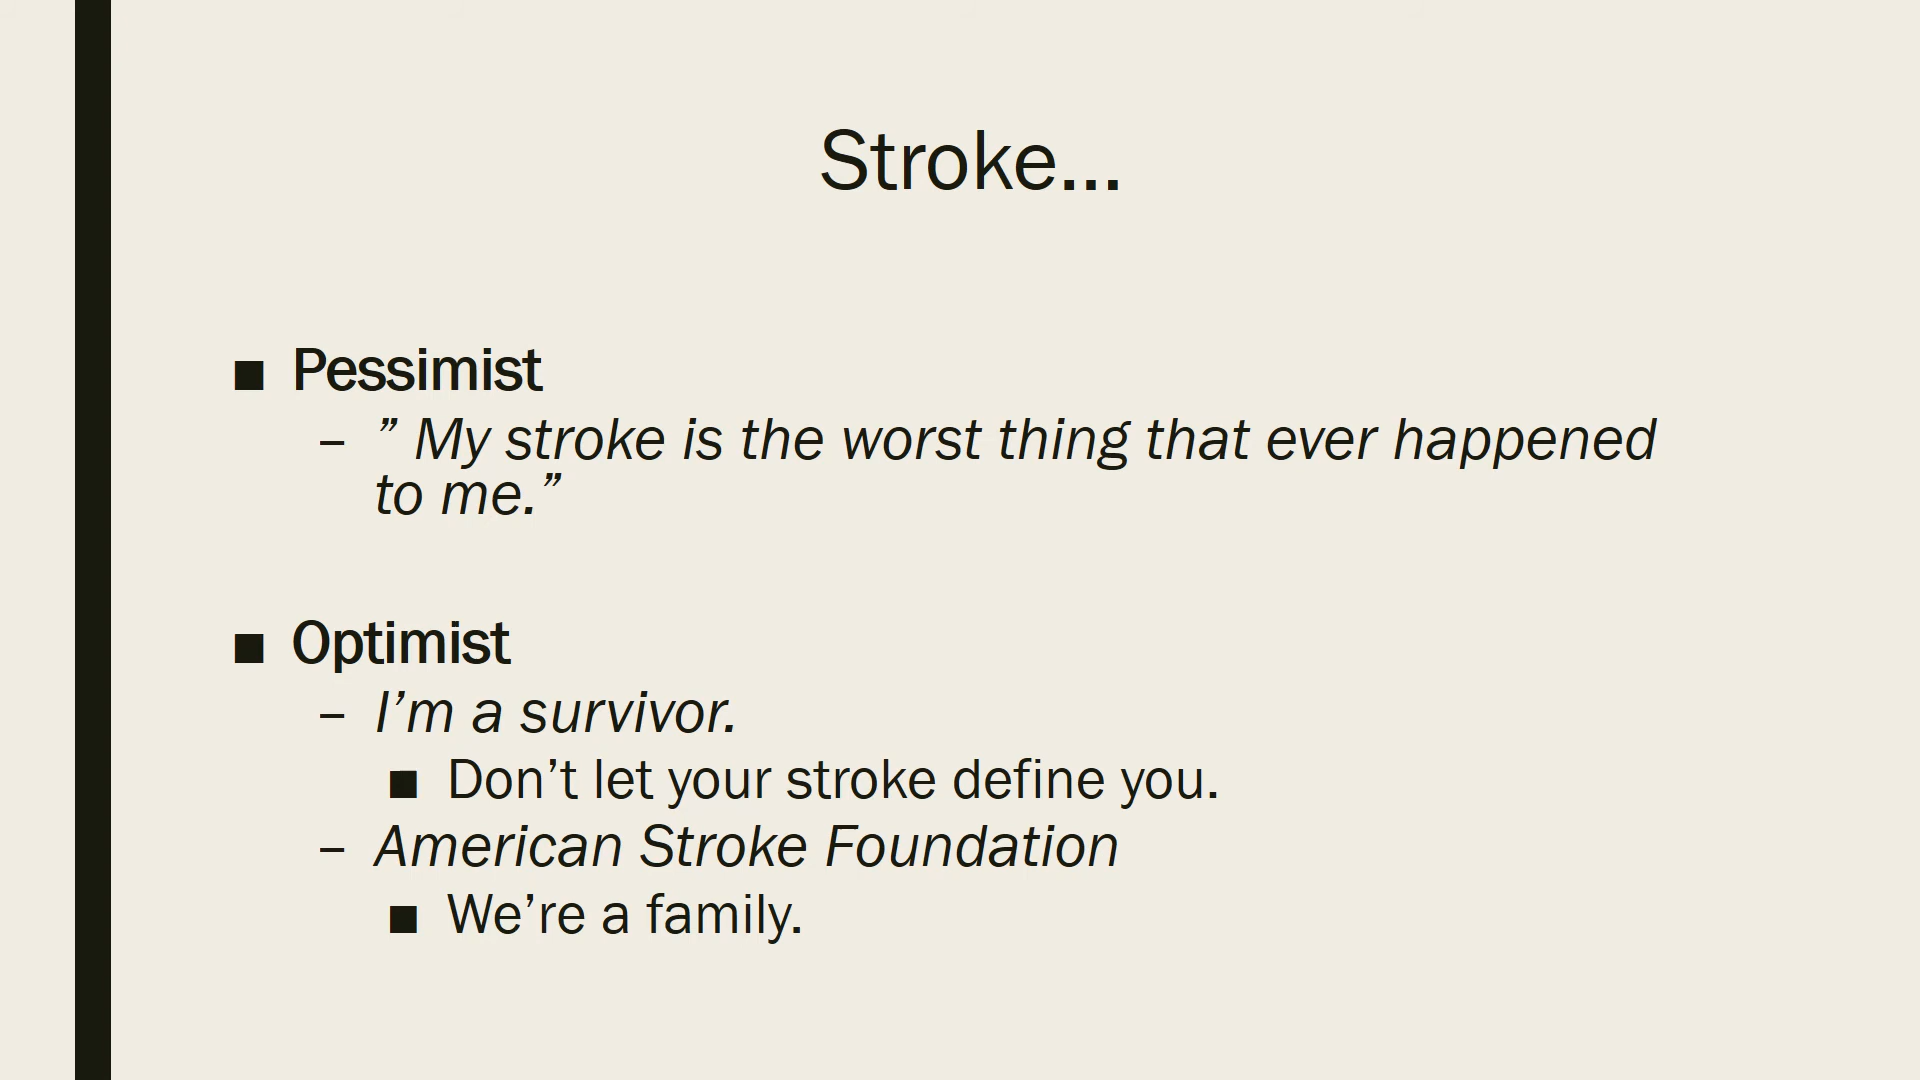 Stroke...
■ Pessimist
– ” My stroke is the worst thing that ever happened
to me.”
■ Optimist
– I’m a survivor.
■ Don’t let your stroke define you.
– American Stroke Foundation
■ We’re a family.